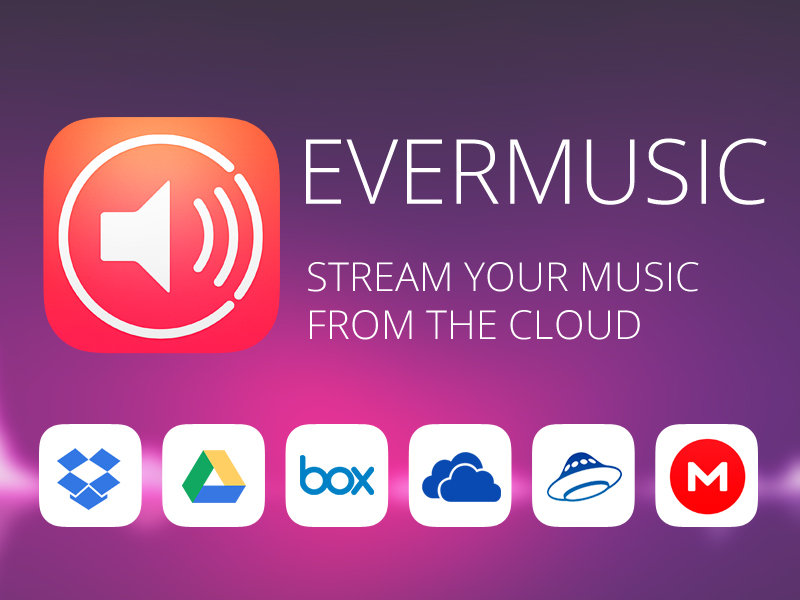 EVERMUSIC
STREAM YOUR MUSIC
FROM THE CLOUD
box
M